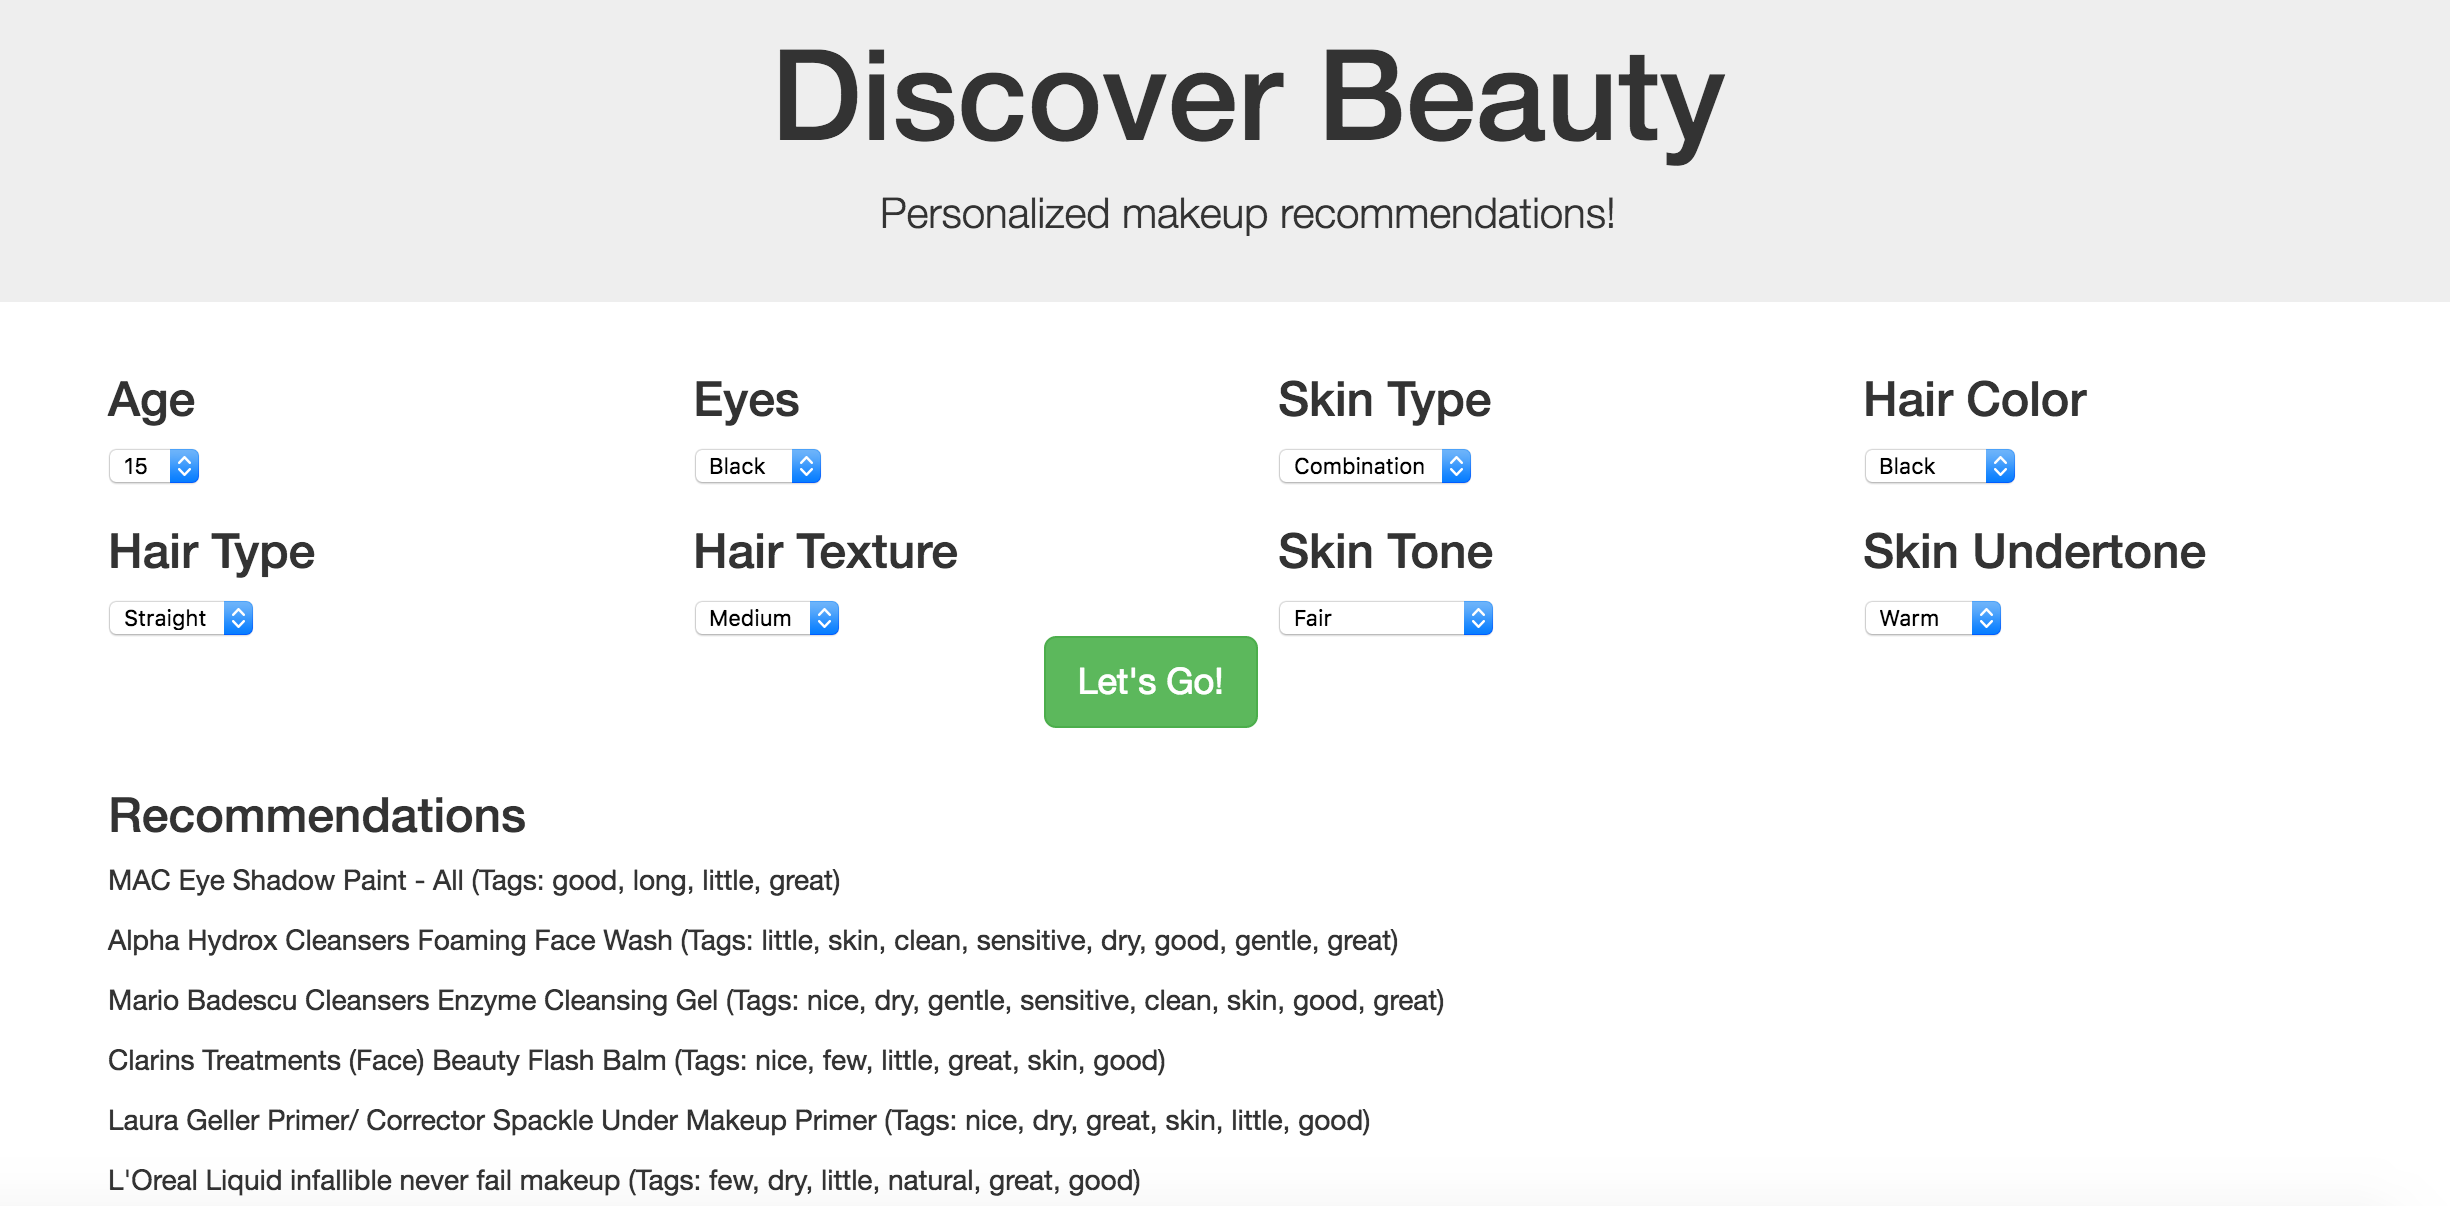 Discover Beauty
Personalized makeup recommendations!
Age Eyes Skin Type Hair Color
15 Black Combination Black
Hair Type Hair Texture Skin Tone Skin Undertone
Straight Medium Fair Warm
Let's Go!
Recommendations
MAC Eye Shadow Paint - All (Tags: good, long, little, great)
Alpha Hydrox Cleansers Foaming Face Wash (Tags: little, skin, clean, sensitive, dry, good, gentle, great)
Mario Badescu Cleansers Enzyme Cleansing Gel (Tags: nice, dry, gentle, sensitive, clean, skin, good, great)
Clarins Treatments (Face) Beauty Flash Balm (Tags: nice, few, little, great, skin, good)
Laura Geller Primer/ Corrector Spackle Under Makeup Primer (Tags: nice, dry, great, skin, little, good)
L'Oreal Liquid infallible never fail makeup (Tags: few, dry, little, natural, great, good)